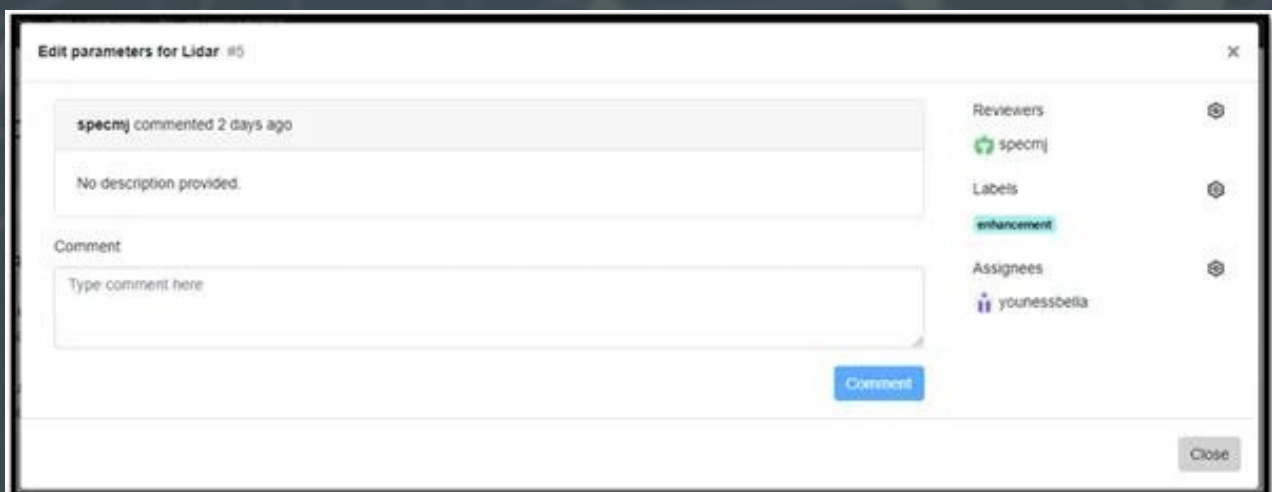 Edit parameters for Lidar #5
×
specmj commented 2 days ago
No description provided.
Comment
Type comment here
Comment
Reviewers
specmj
Labels
enhancement
Assignees
younessbella
Close